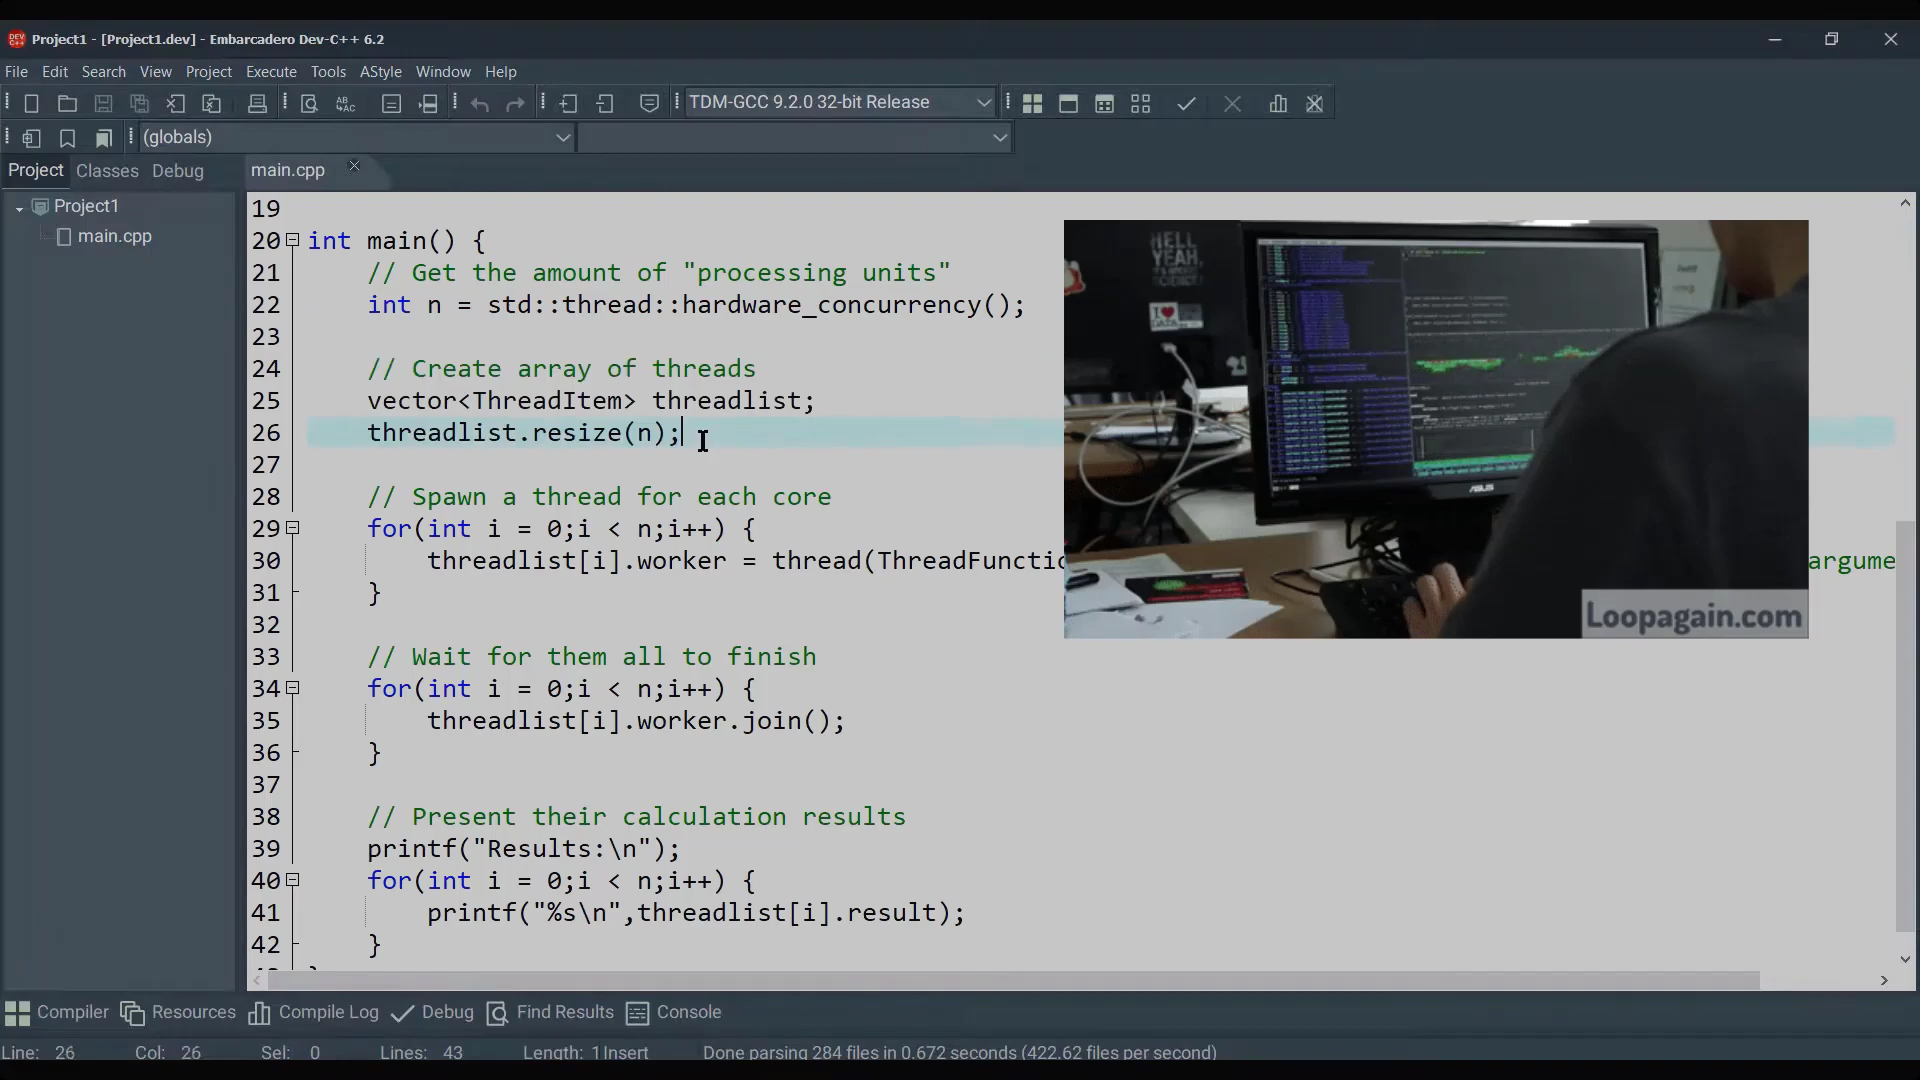 Project1 - [Project1.dev] - Embarcadero Dev-C++ 6.2
File Edit Search View Project Execute Tools AStyle Window Help
TDM-GCC 9.2.0 32-bit Release
(globals)
Project Classes Debug
main.cpp
Project1
main.cpp
19
20 int main() {
21 // Get the amount of "processing units"
22 int n = std::thread::hardware_concurrency();
23
24 // Create array of threads
25 vector<ThreadItem> threadlist;
26 threadlist.resize(n);
27
28 // Spawn a thread for each core
29 for(int i = 0;i < n;i++) {
30 threadlist[i].worker = thread(ThreadFunctio argume
31 }
32
33 // Wait for them all to finish
34 for(int i = 0;i < n;i++) {
35 threadlist[i].worker.join();
36 }
37
38 // Present their calculation results
39 printf("Results:\n");
40 for(int i = 0;i < n;i++) {
41 printf("%s\n",threadlist[i].result);
42 }
HELL
YEAH,
ASUS
Loopagain.com
Compiler Resources Compile Log Debug Find Results Console
Line: 26 Col: 26 Sel: 0 Lines: 43 Length: 1 Insert Done parsing 284 files in 0.672 seconds (422.62 files per second)